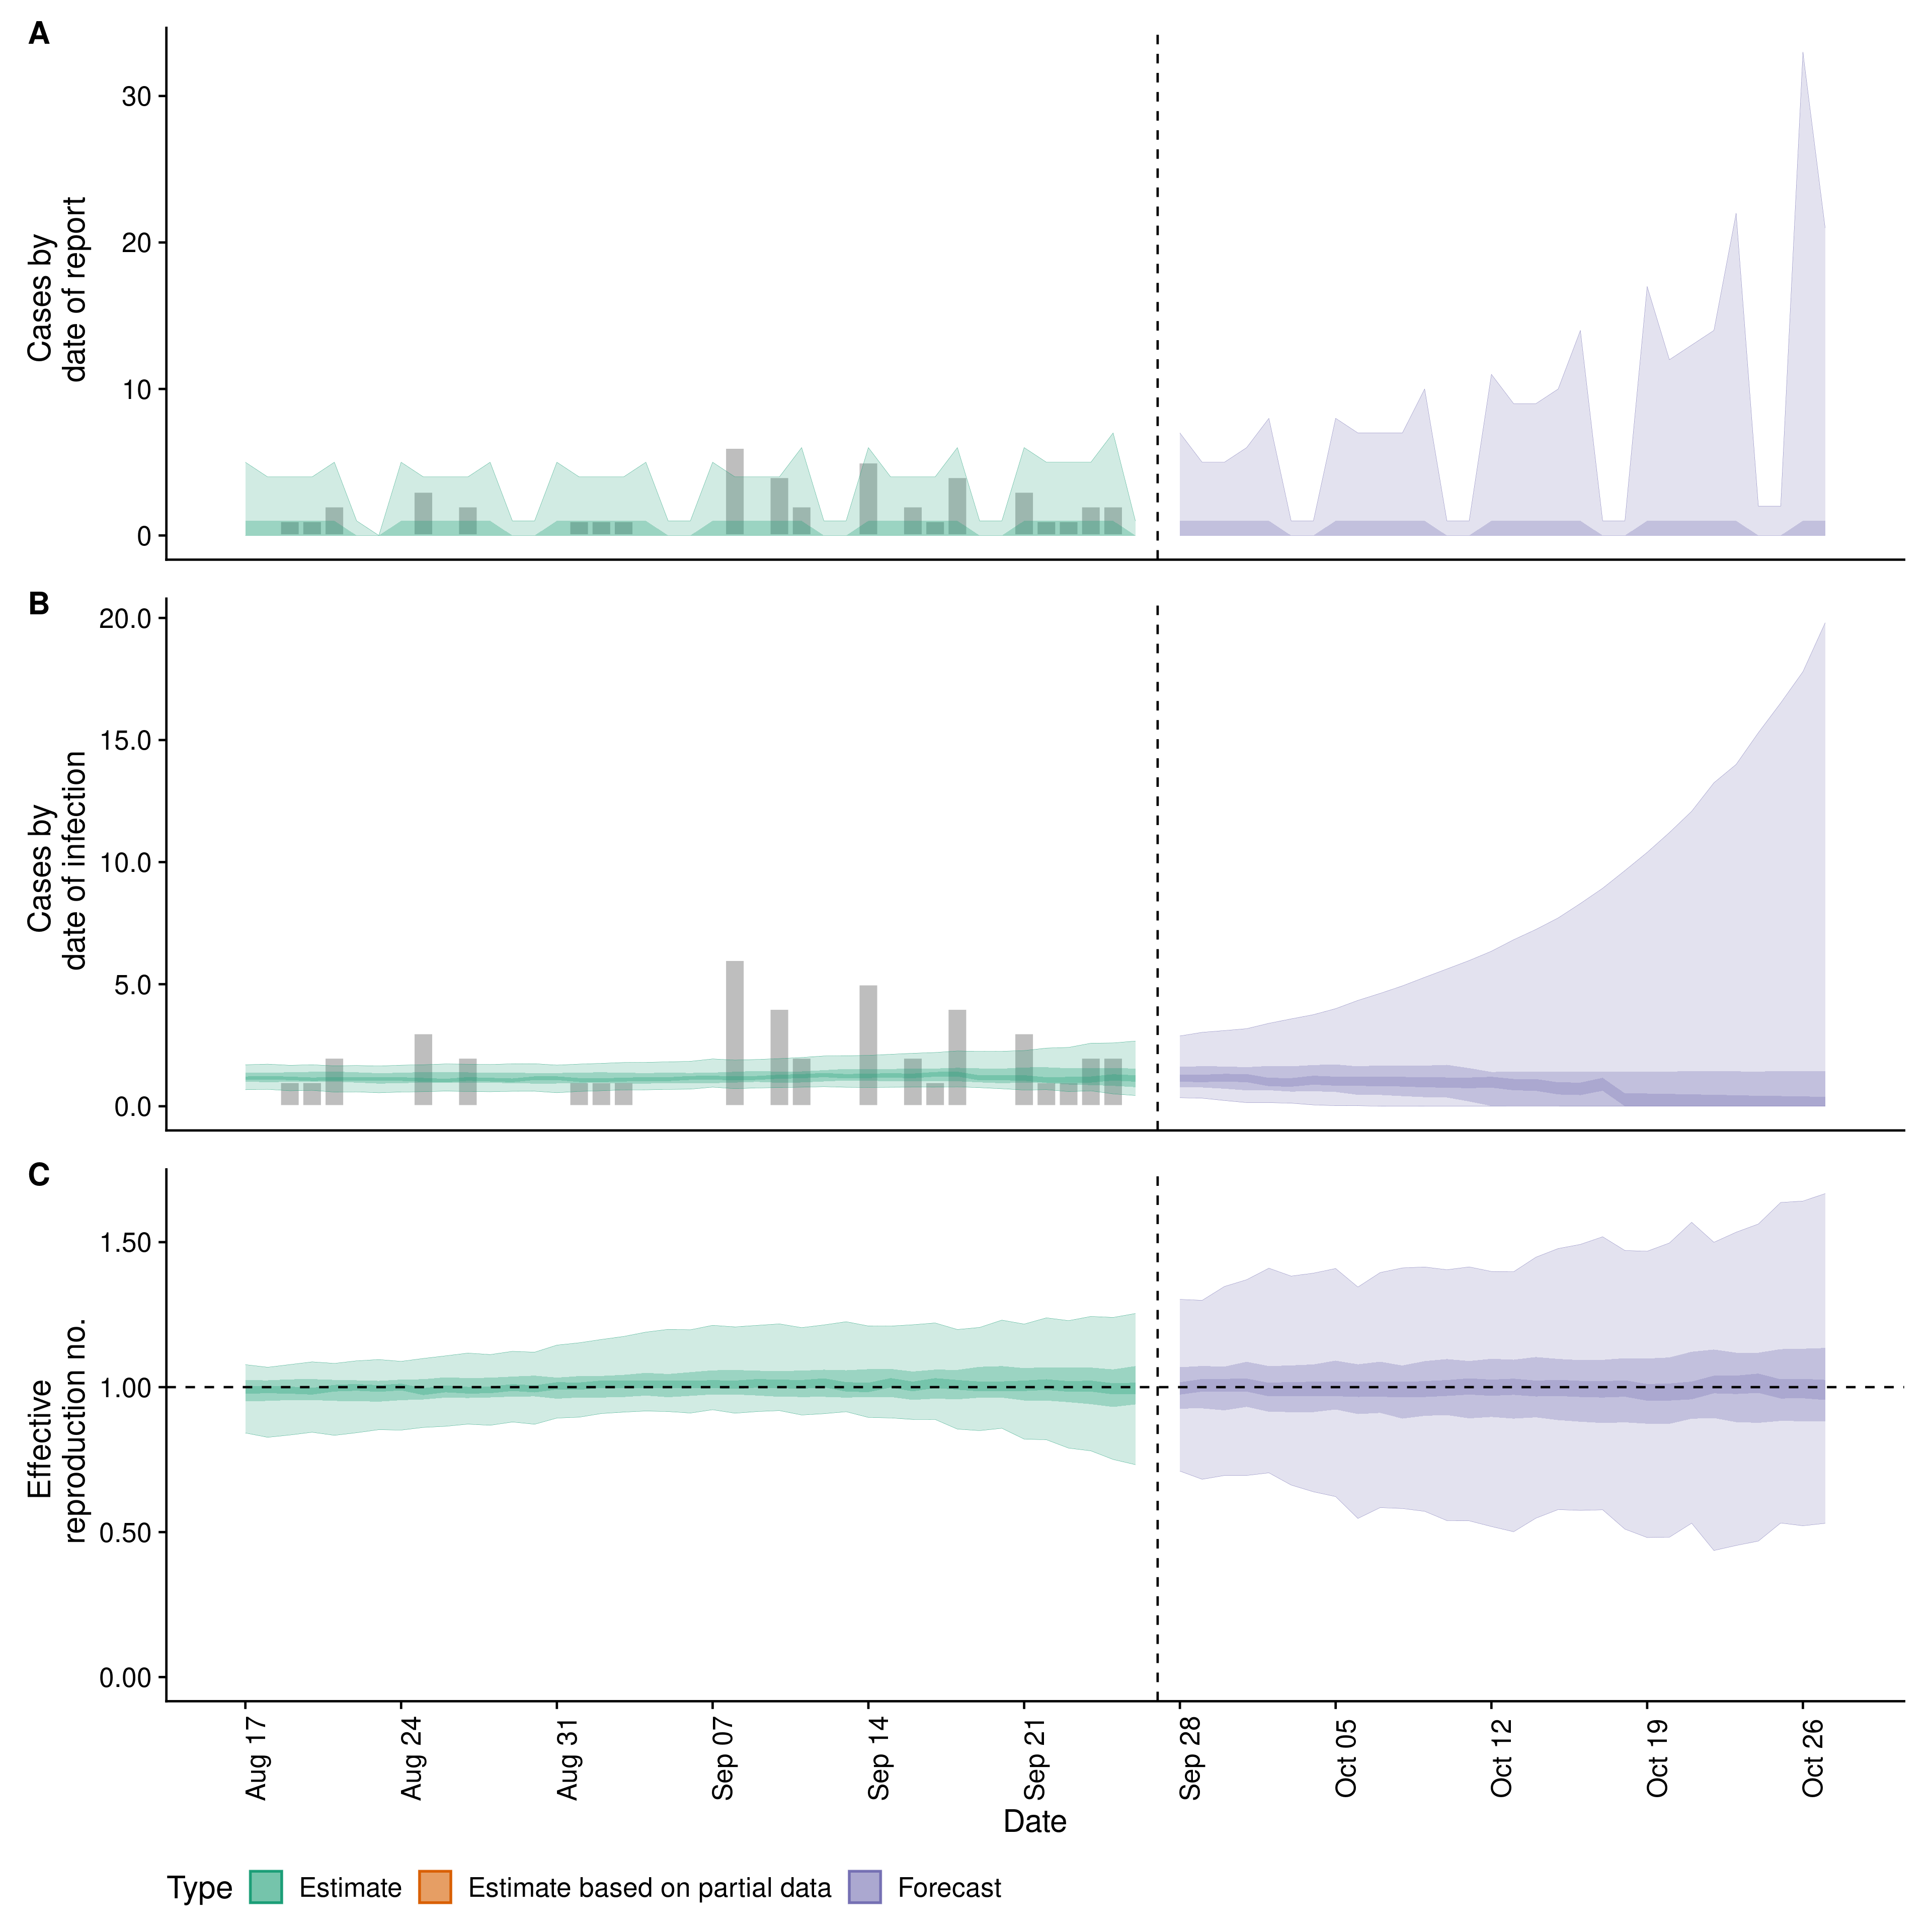 A
Cases by
date of report
30
20
10
0
B
Cases by
date of infection
20.0
15.0
10.0
5.0
0.0
C
Effective
reproduction no.
1.50
1.00
0.50
0.00
Aug 17
Aug 24
Aug 31
Sep 07
Sep 14
Sep 21
Sep 28
Oct 05
Oct 12
Oct 19
Oct 26
Date
Type Estimate Estimate based on partial data Forecast